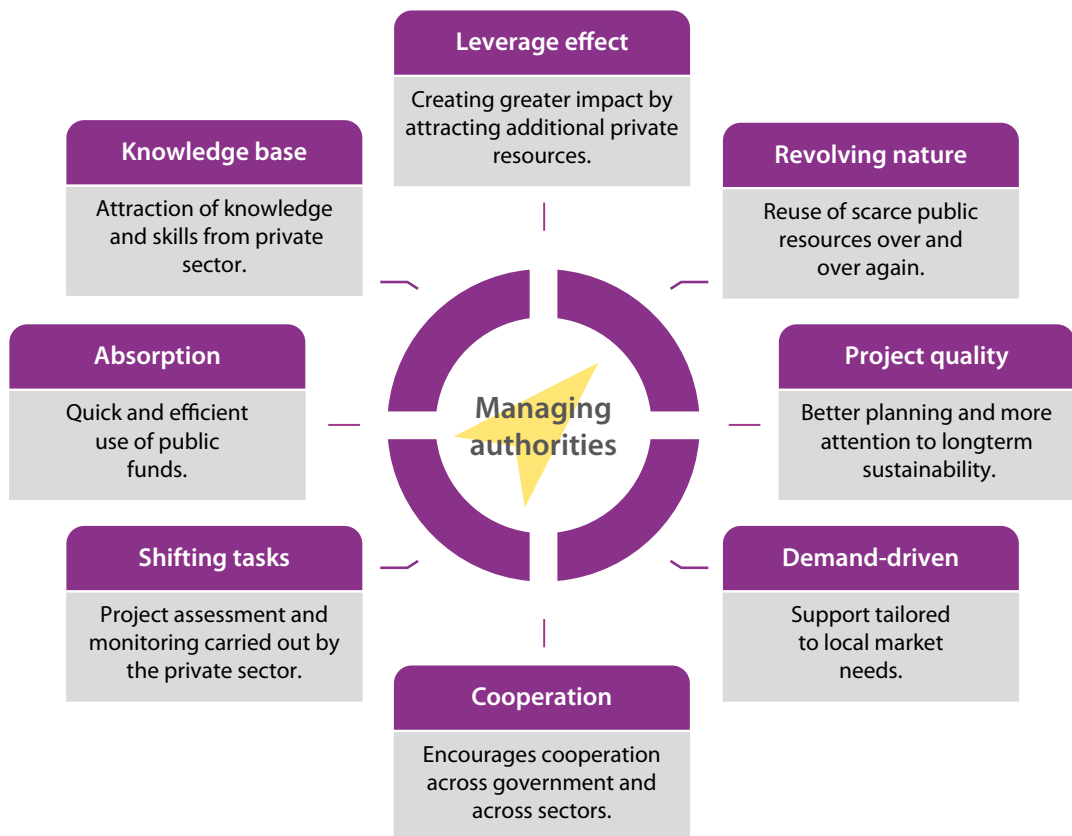 Leverage effect
Creating greater impact by
attracting additional private
resources.
Revolving nature
Reuse of scarce public
resources over and
over again.
Project quality
Better planning and more
attention to longterm
sustainability.
Demand-driven
Support tailored
to local market
needs.
Cooperation
Encourages cooperation
across government and
across sectors.
Shifting tasks
Project assessment and
monitoring carried out by
the private sector.
Absorption
Quick and efficient
use of public
funds.
Knowledge base
Attraction of knowledge
and skills from private
sector.
Managing
authorities